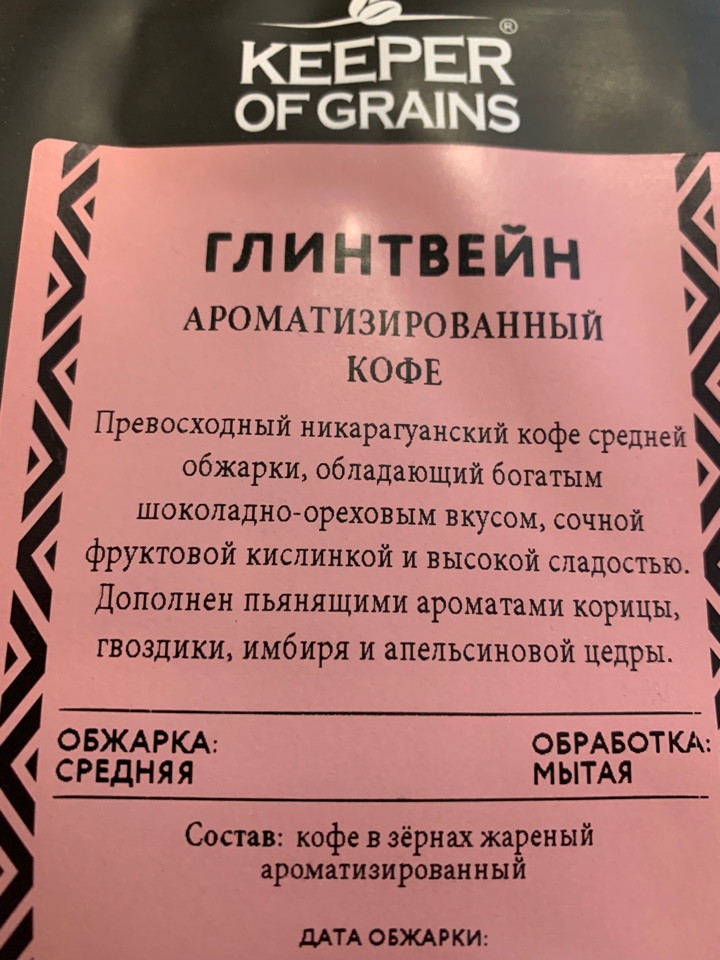 KEEPER ®
OF GRAINS
ГЛИНТВЕЙН
АРОМАТИЗИРОВАННЫЙ
КОФЕ
Превосходный никарагуанский кофе средней
обжарки, обладающий богатым
шоколадно-ореховым вкусом, сочной
фруктовой кислинкой и высокой сладостью.
Дополнен пьянящими ароматами корицы,
гвоздики, имбиря и апельсиновой цедры.
ОБЖАРКА:
СРЕДНЯЯ
ОБРАБОТКА:
МЫТАЯ
Состав: кофе в зёрнах жареный
ароматизированный
ДАТА ОБЖАРКИ: